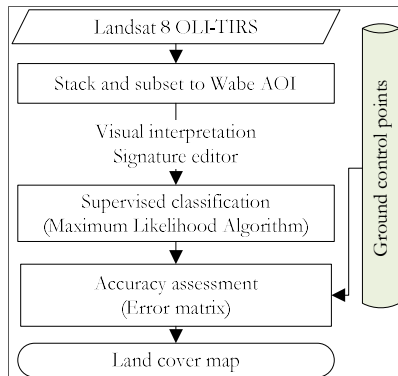 Landsat 8 OLI-TIRS
Stack and subset to Wabe AOI
Visual interpretation
Signature editor
Supervised classification
(Maximum Likelihood Algorithm)
Accuracy assessment
(Error matrix)
Land cover map
Ground control points